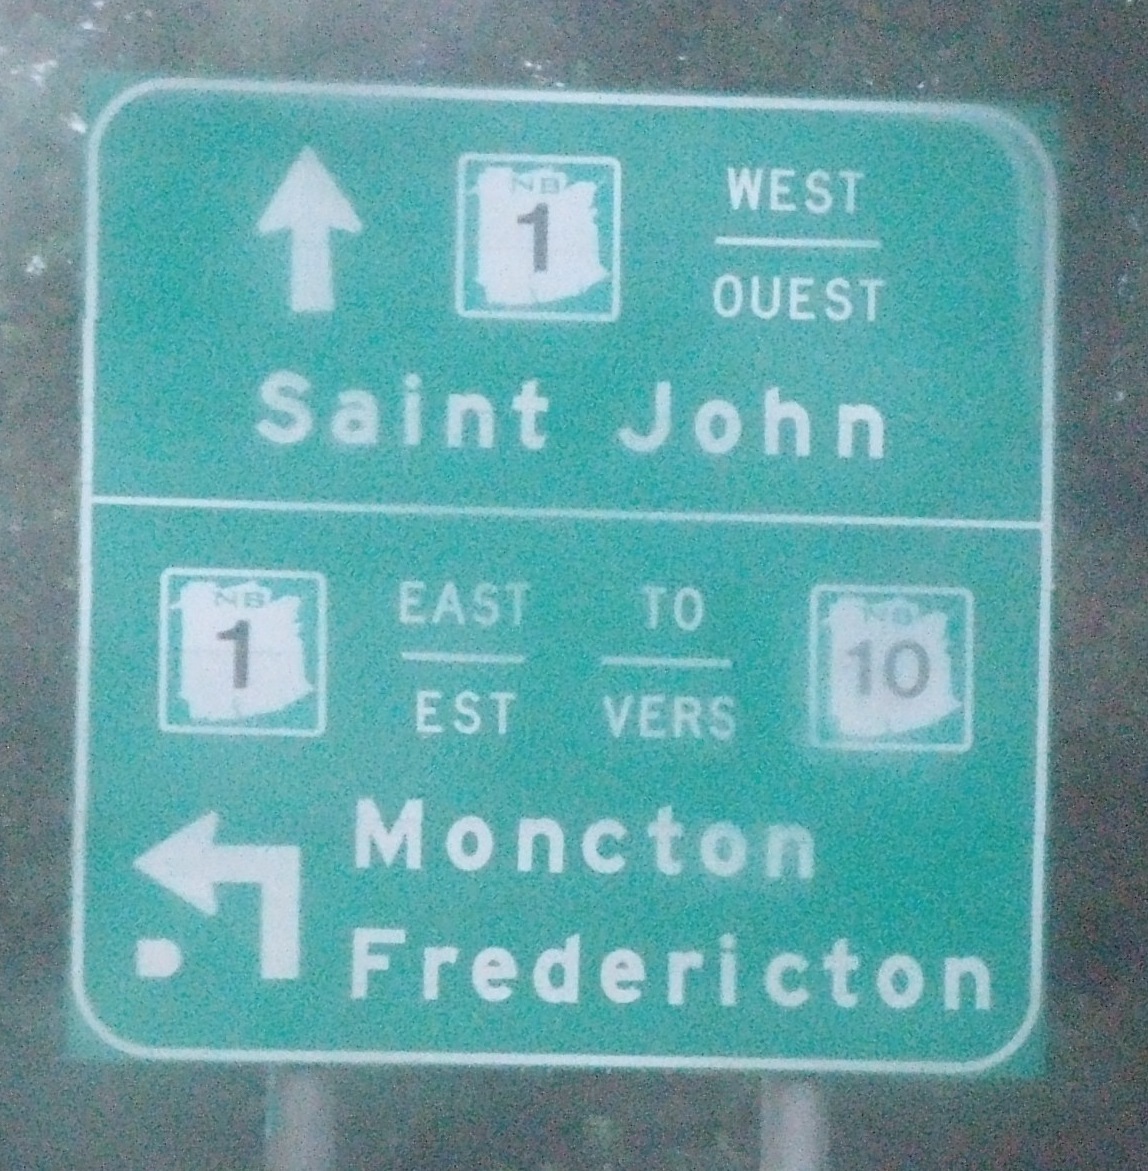 NB 1 WEST
OUEST
Saint John
NB 1 EAST TO NB 10
EST VERS
Moncton
Fredericton